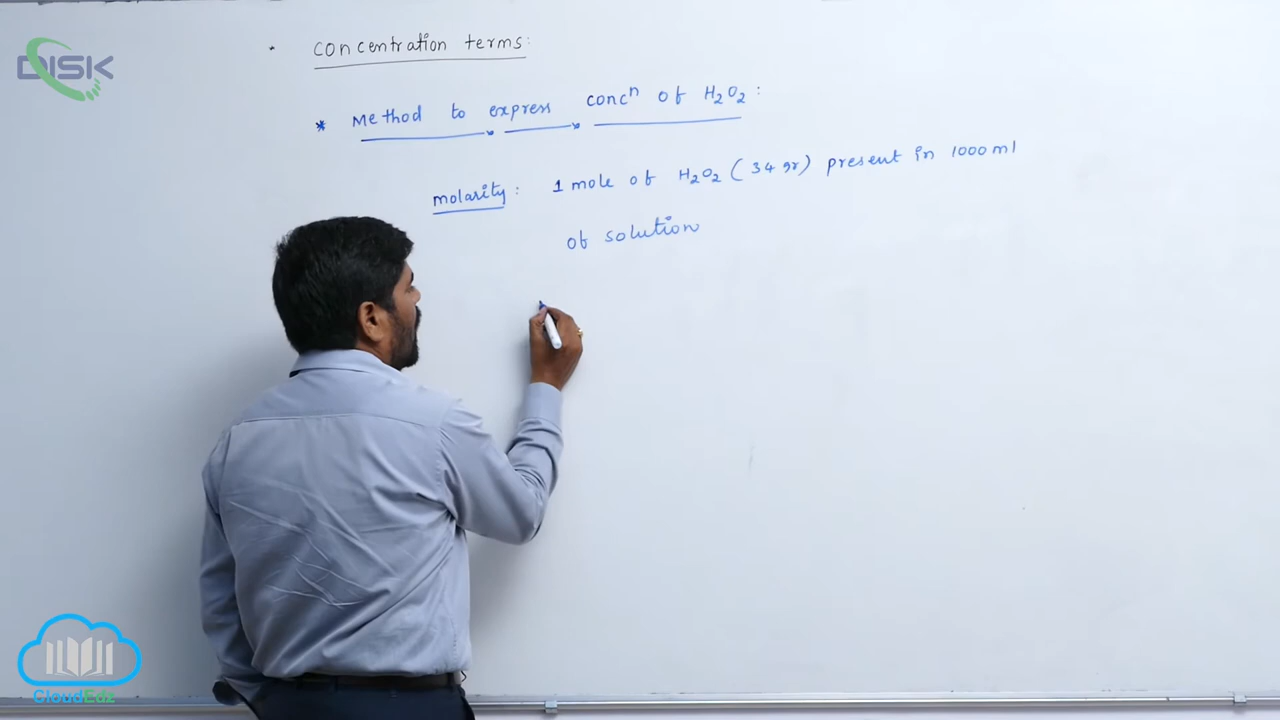 DISK
concentration terms:
* Method to express concⁿ of H₂O₂ :
molarity : 1 mole of H₂O₂ (34 gr) present in 1000 ml
of solution
CloudEdz